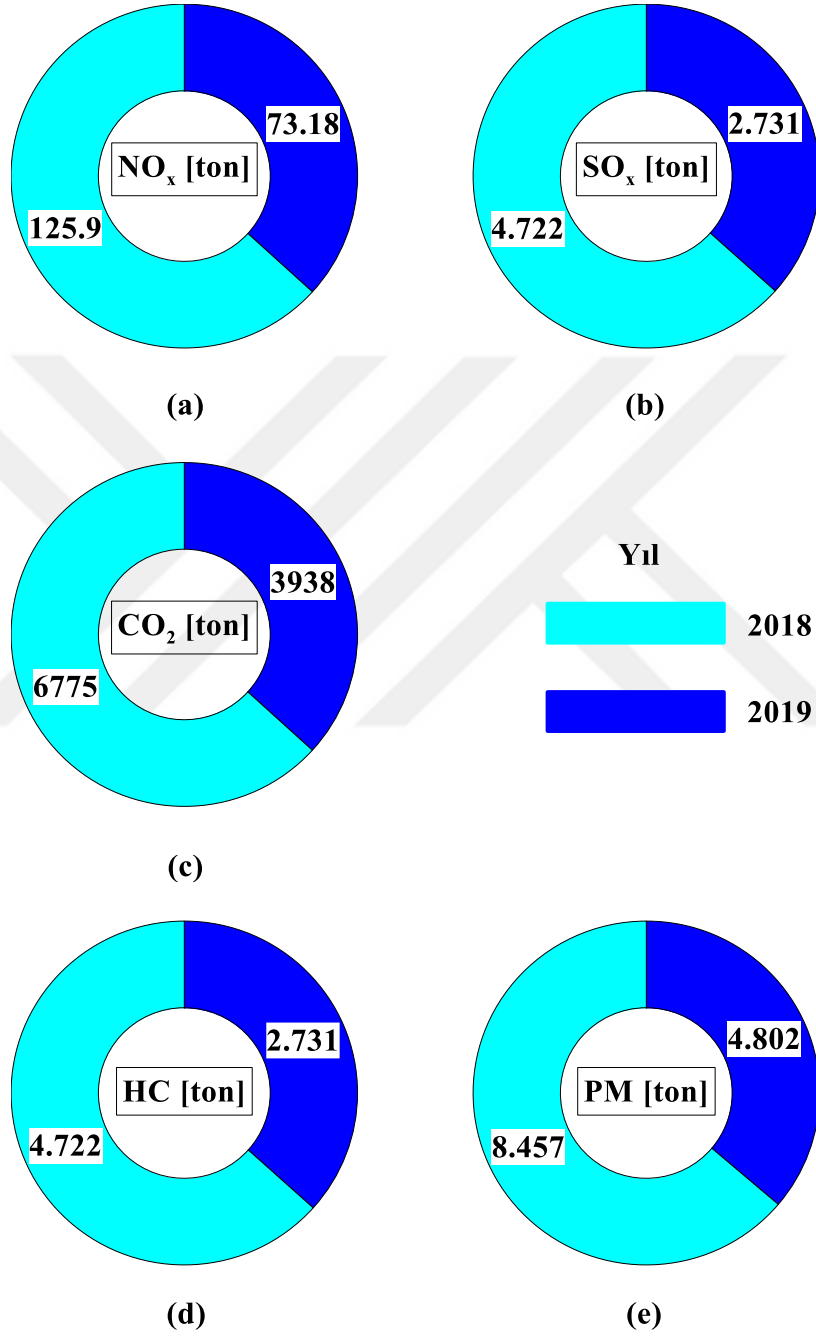 73.18
NOx [ton]
125.9
(a)
2.731
SOx [ton]
4.722
(b)
3938
CO2 [ton]
6775
(c)
Yıl
2018
2019
2.731
HC [ton]
4.722
(d)
4.802
PM [ton]
8.457
(e)